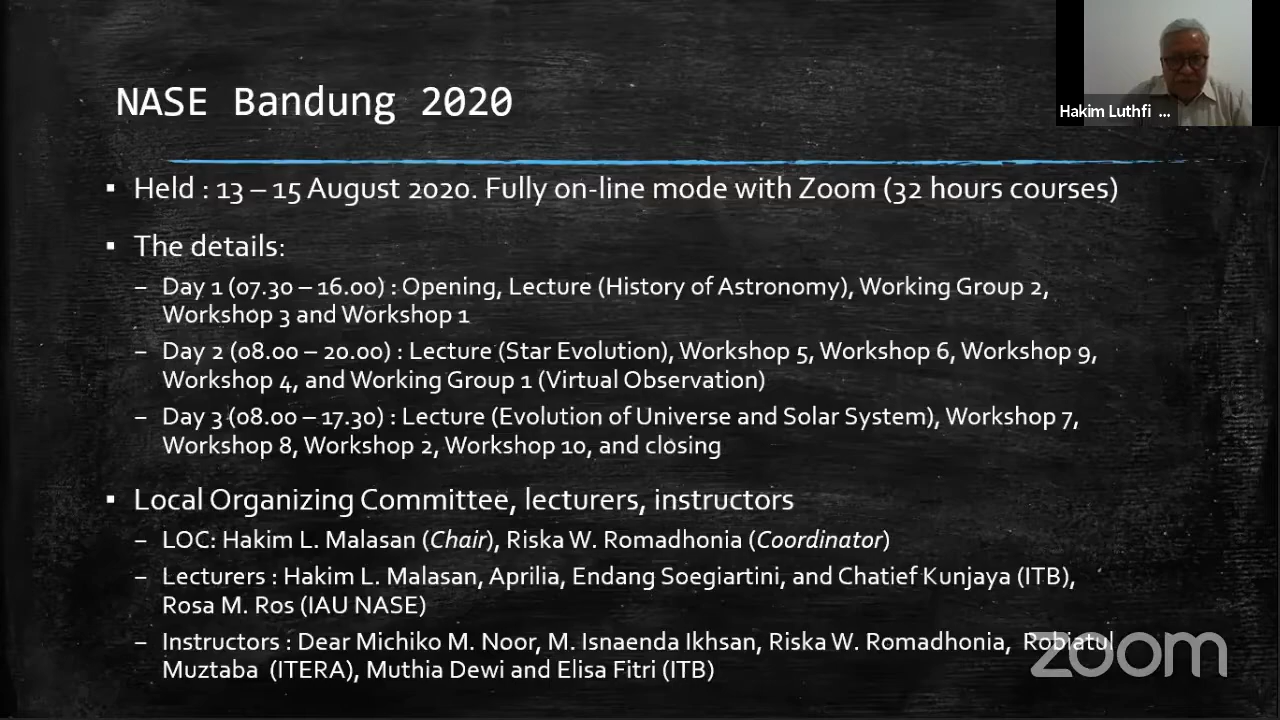 NASE Bandung 2020
Hakim Luthfi ...
▪ Held : 13 – 15 August 2020. Fully on-line mode with Zoom (32 hours courses)
▪ The details:
– Day 1 (07.30 – 16.00) : Opening, Lecture (History of Astronomy), Working Group 2,
Workshop 3 and Workshop 1
– Day 2 (08.00 – 20.00) : Lecture (Star Evolution), Workshop 5, Workshop 6, Workshop 9,
Workshop 4, and Working Group 1 (Virtual Observation)
– Day 3 (08.00 – 17.30) : Lecture (Evolution of Universe and Solar System), Workshop 7,
Workshop 8, Workshop 2, Workshop 10, and closing
▪ Local Organizing Committee, lecturers, instructors
– LOC: Hakim L. Malasan (Chair), Riska W. Romadhonia (Coordinator)
– Lecturers : Hakim L. Malasan, Aprilia, Endang Soegiartini, and Chatief Kunjaya (ITB),
Rosa M. Ros (IAU NASE)
– Instructors : Dear Michiko M. Noor, M. Isnaenda Ikhsan, Riska W. Romadhonia, Robiatul
Muztaba (ITERA), Muthia Dewi and Elisa Fitri (ITB)
zoom